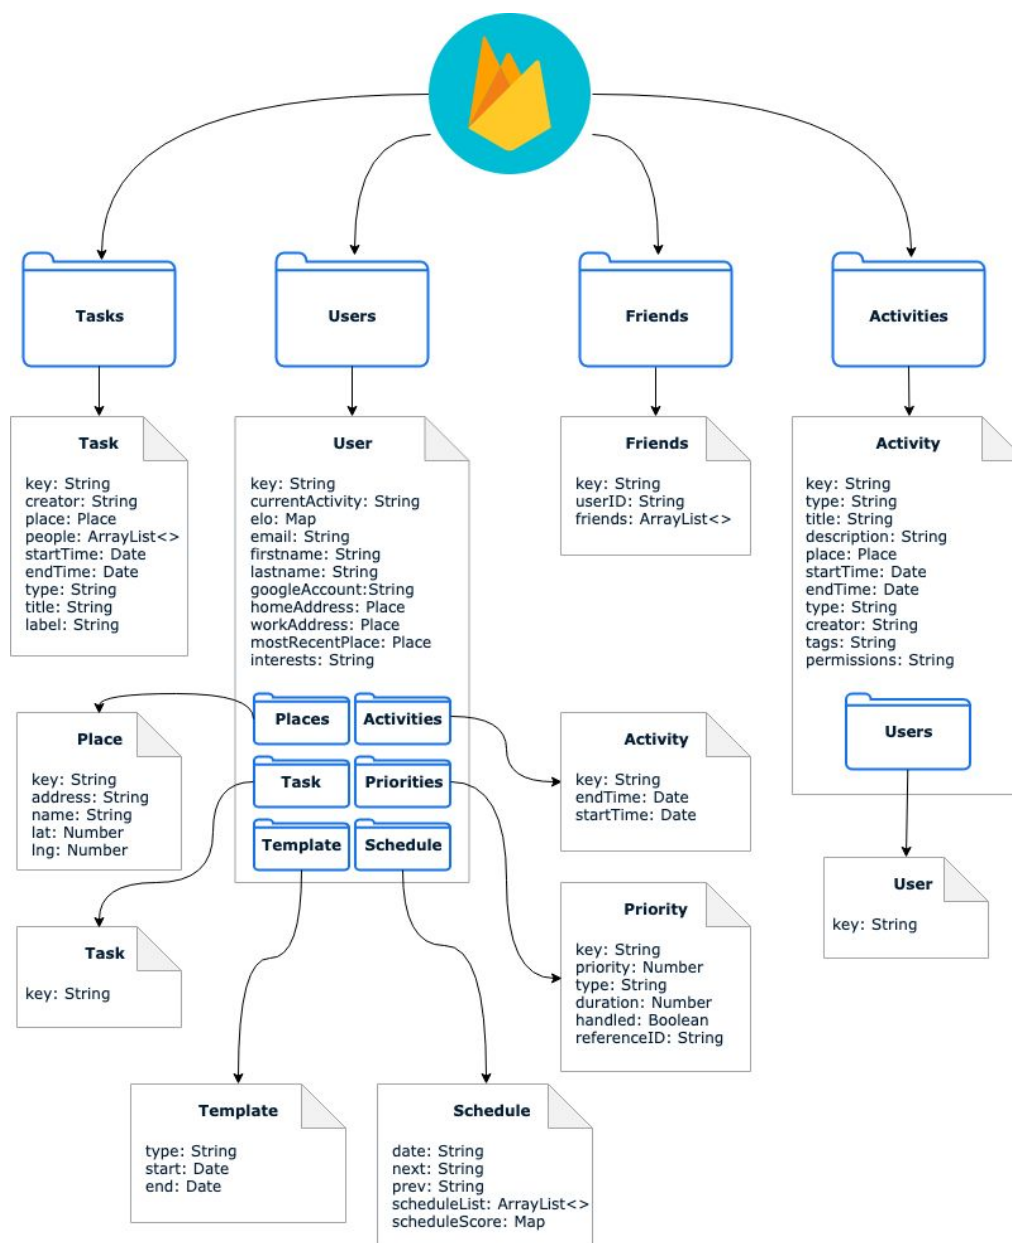 Tasks
Users
Friends
Activities
Task
key: String
creator: String
place: Place
people: ArrayList<>
startTime: Date
endTime: Date
type: String
title: String
label: String
User
key: String
currentActivity: String
elo: Map
email: String
firstname: String
lastname: String
googleAccount:String
homeAddress: Place
workAddress: Place
mostRecentPlace: Place
interests: String
Places
Activities
Task
Priorities
Template
Schedule
Friends
key: String
userID: String
friends: ArrayList<>
Activity
key: String
type: String
title: String
description: String
place: Place
startTime: Date
endTime: Date
type: String
creator: String
tags: String
permissions: String
Users
Place
key: String
address: String
name: String
lat: Number
lng: Number
Activity
key: String
endTime: Date
startTime: Date
User
key: String
Task
key: String
Priority
key: String
priority: Number
type: String
duration: Number
handled: Boolean
referenceID: String
Template
type: String
start: Date
end: Date
Schedule
date: String
next: String
prev: String
scheduleList: ArrayList<>
scheduleScore: Map